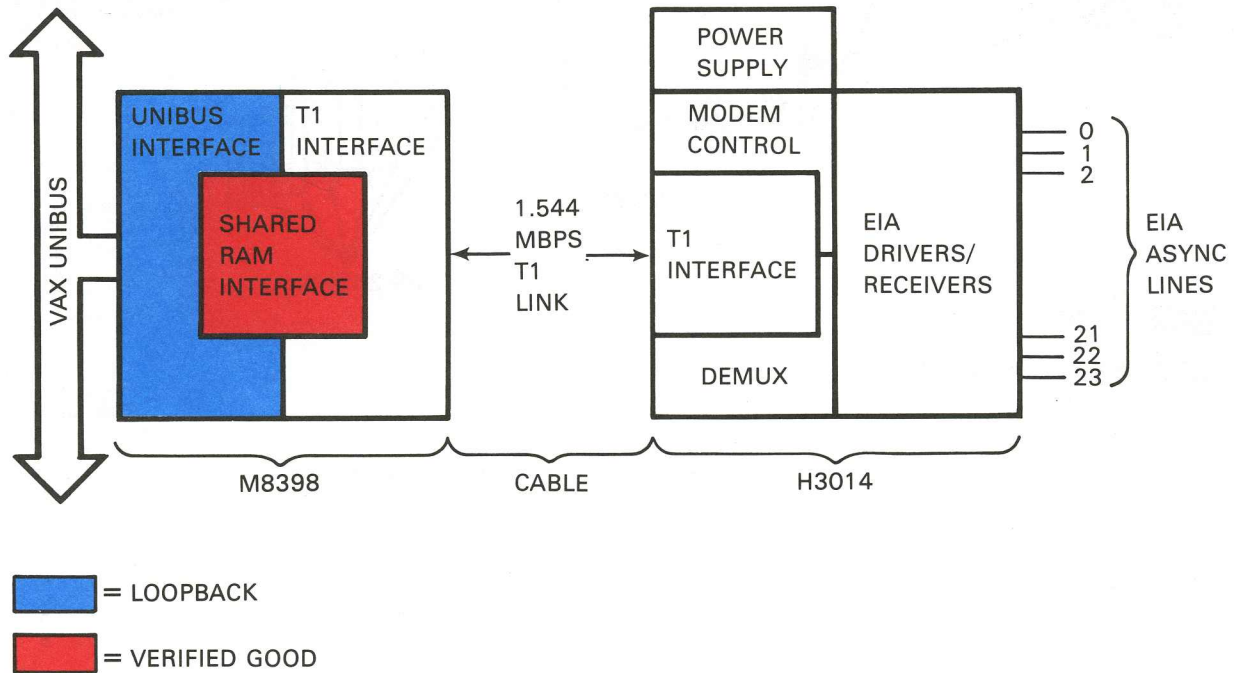 VAX UNIBUS
UNIBUS
INTERFACE
T1
INTERFACE
SHARED
RAM
INTERFACE
M8398
1.544
MBPS
T1
LINK
CABLE
POWER
SUPPLY
MODEM
CONTROL
T1
INTERFACE
DEMUX
EIA
DRIVERS/
RECEIVERS
H3014
0
1
2
21
22
23
EIA
ASYNC
LINES
= LOOPBACK
= VERIFIED GOOD